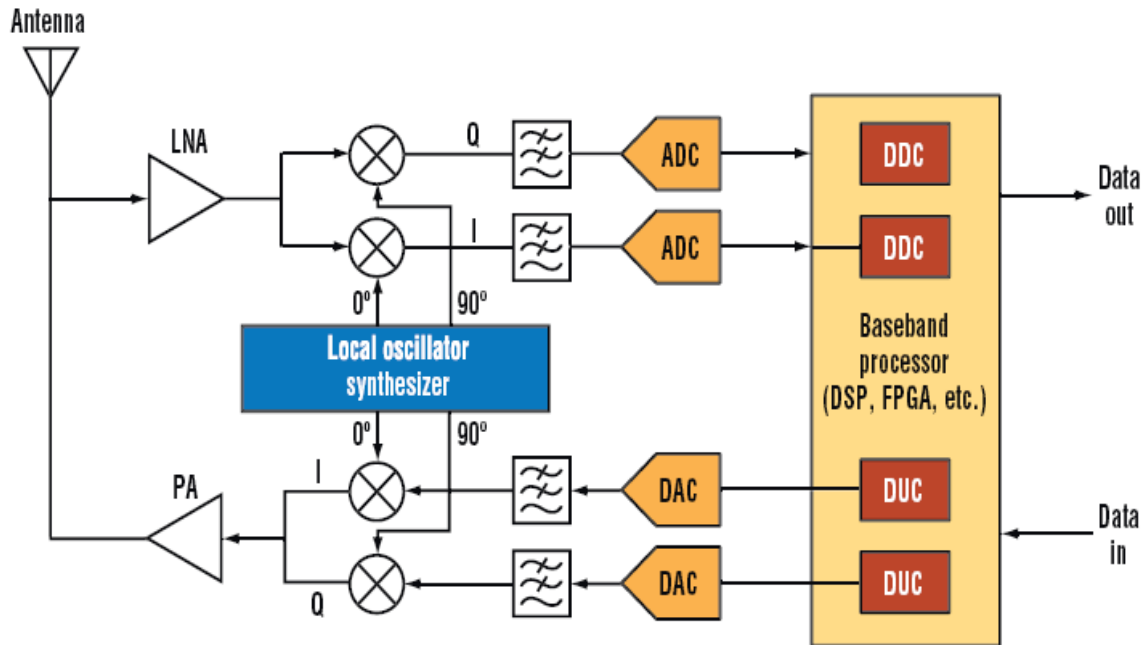 Antenna
LNA
Q
ADC
DDC
Data
out
I
ADC
DDC
0º
90º
Local oscillator
synthesizer
Baseband
processor
(DSP, FPGA, etc.)
0º
90º
PA
I
DAC
DUC
Data
in
Q
DAC
DUC